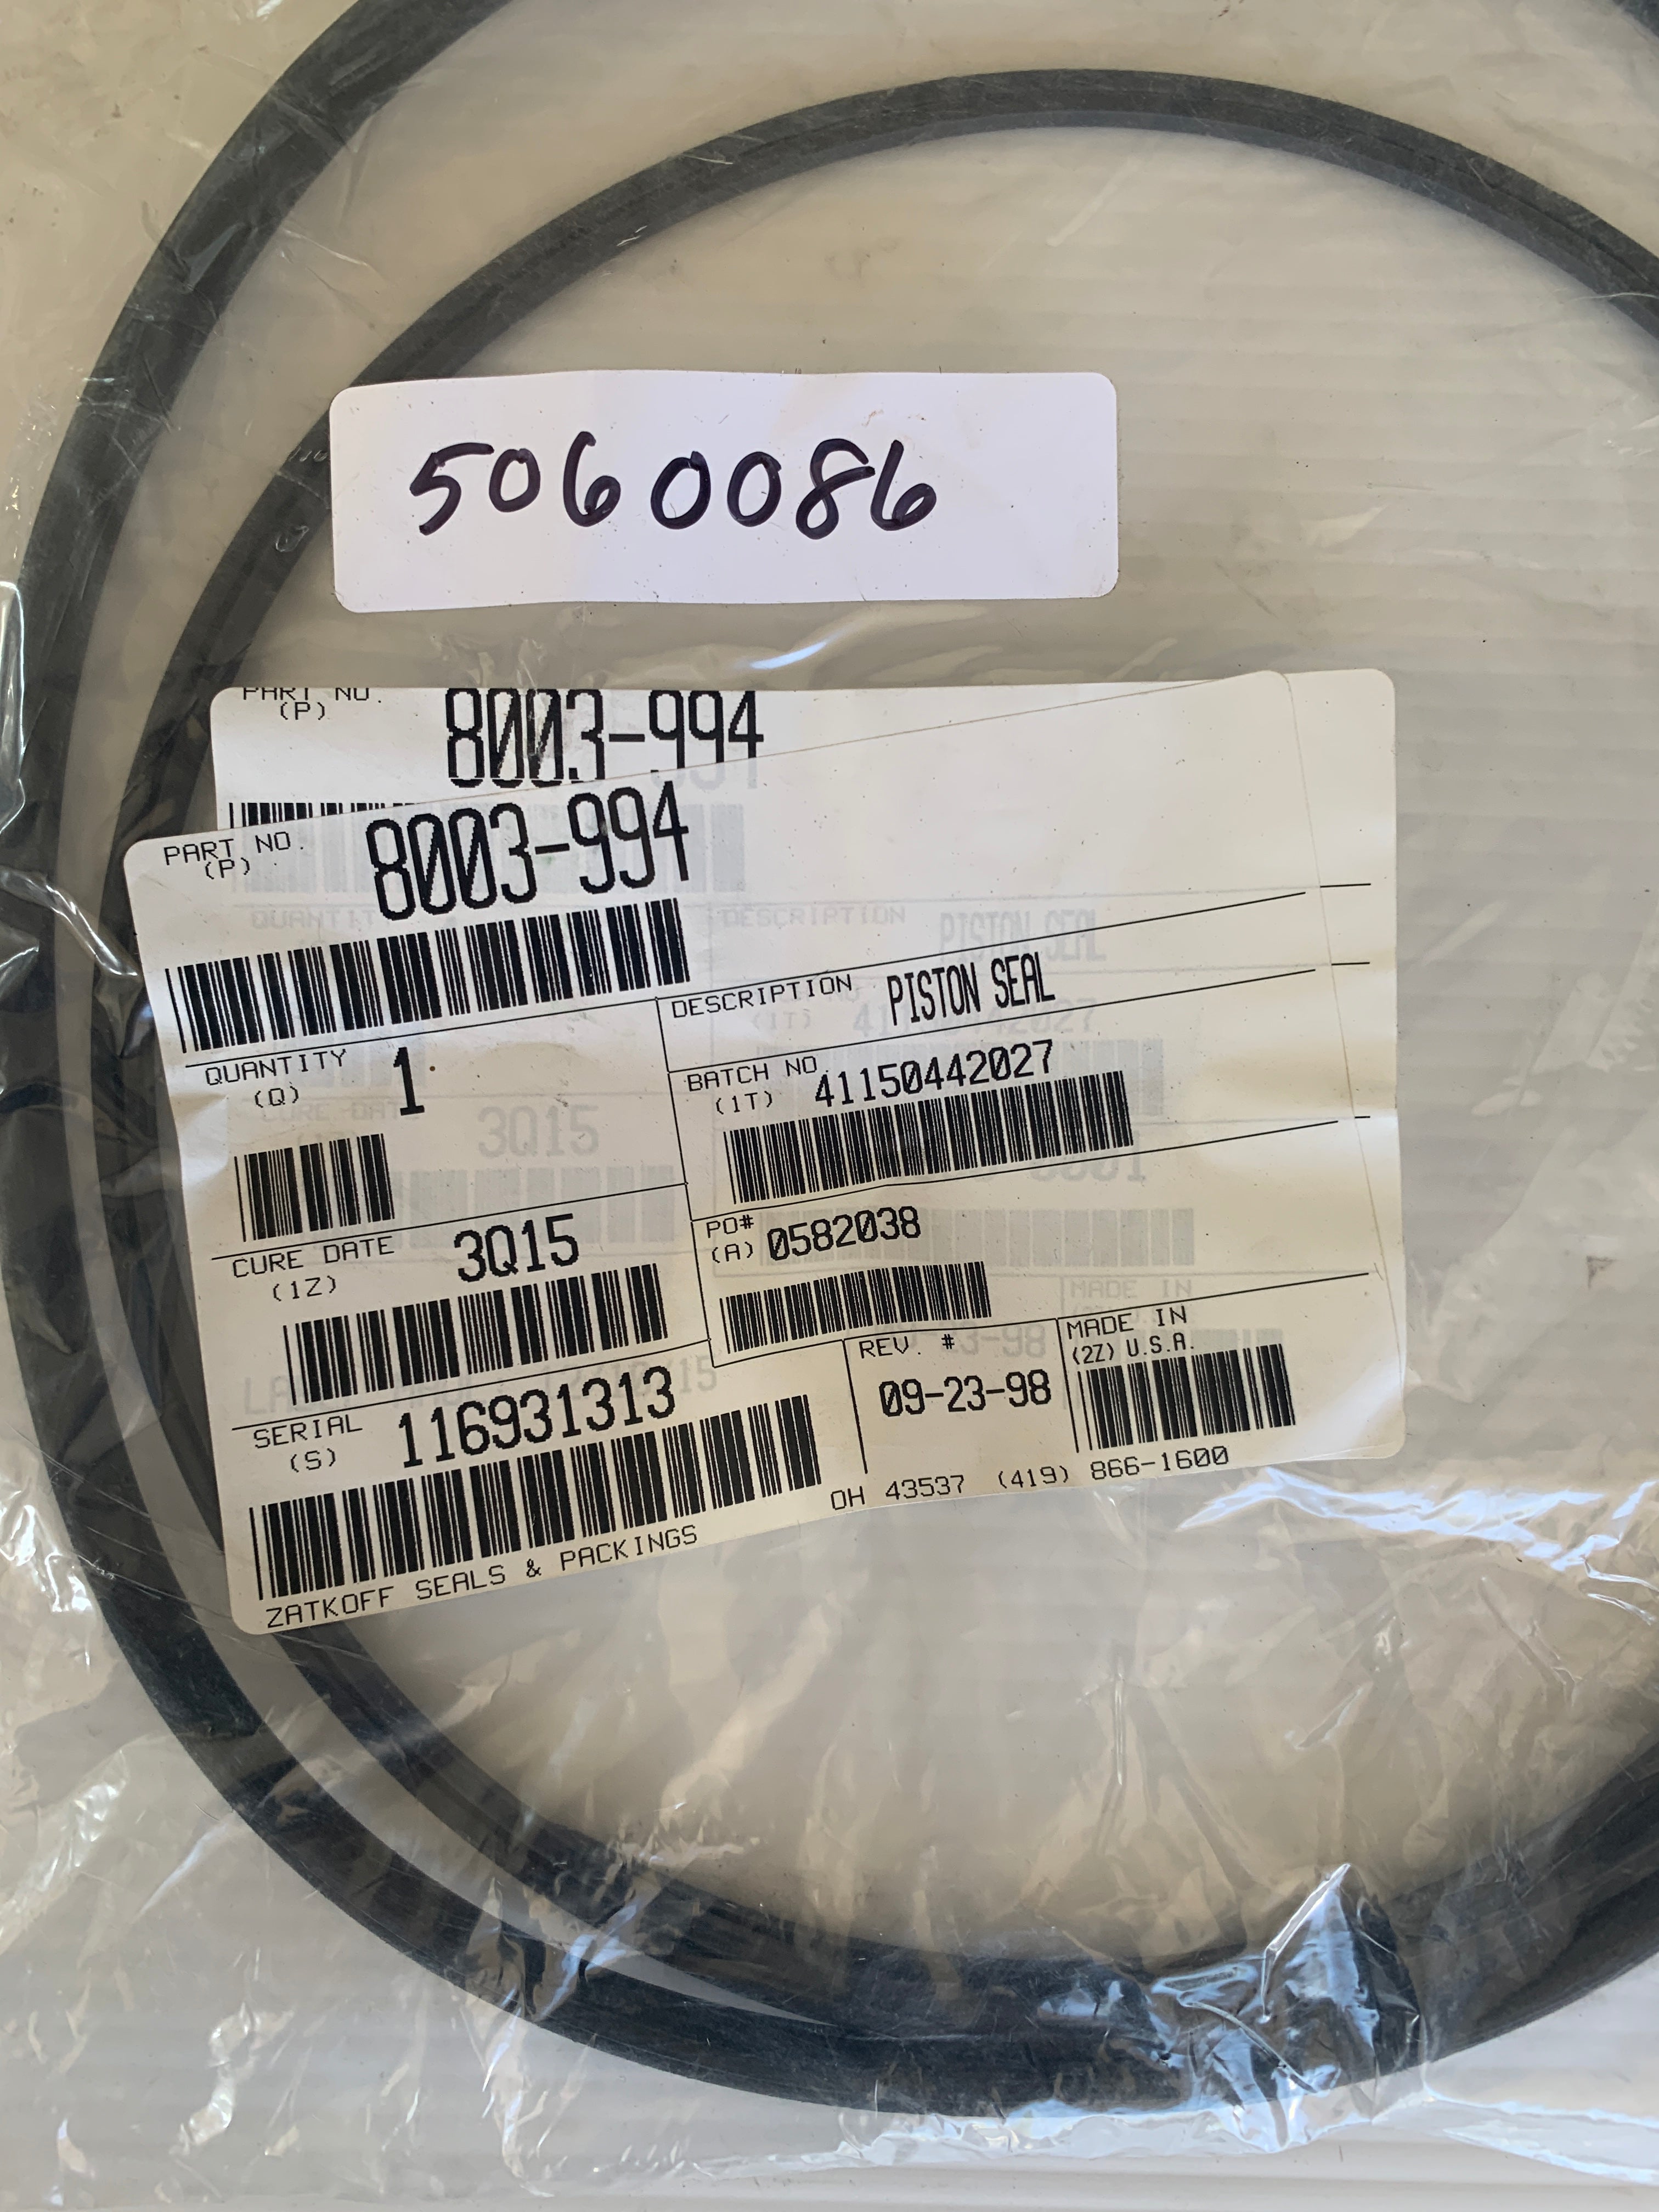 5060086
PART NO.
(P)
8003-994
PART NO.
(P)
8003-994
DESCRIPTION PISTON SEAL
QUANTITY
(Q)
1
BATCH NO.
(1T)
41150442027
CURE DATE
(1Z)
3Q15
PO#
(A)
0582038
REV. #
09-23-98
MADE IN
(2Z) U.S.A.
SERIAL
(S)
116931313
ZATKOFF SEALS & PACKINGS
OH 43537 (419) 866-1600